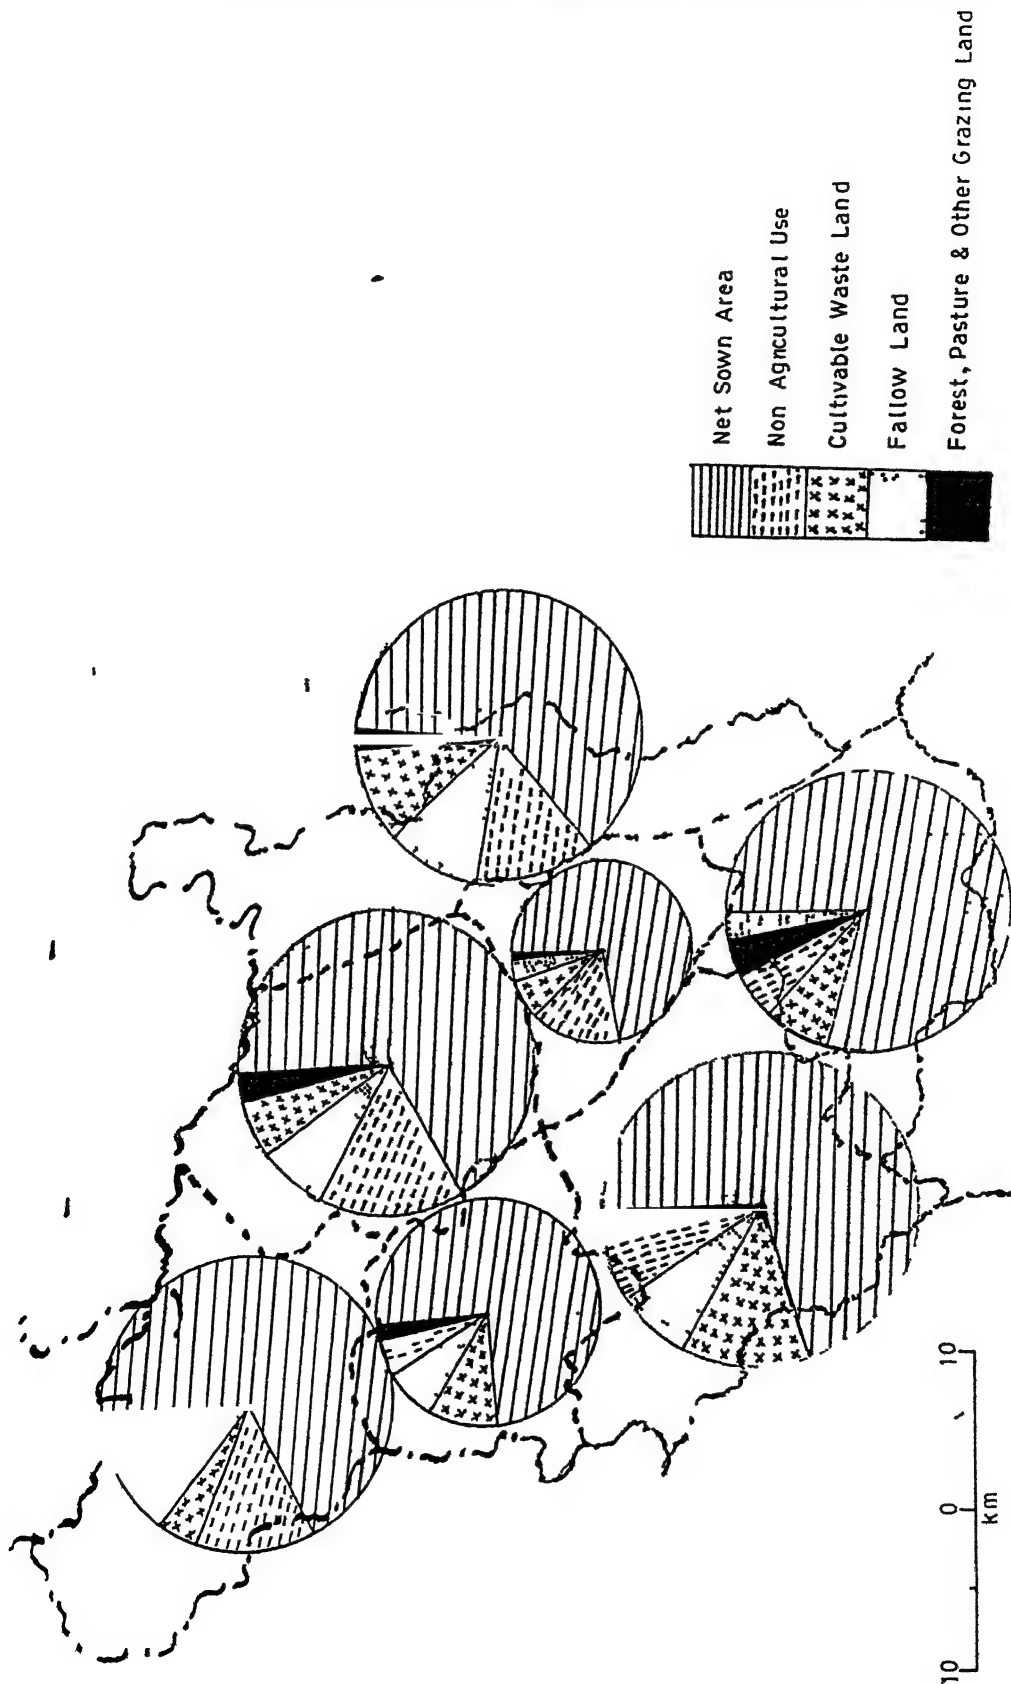 Net Sown Area
Non Agricultural Use
Cultivable Waste Land
Fallow Land
Forest, Pasture & Other Grazing Land
10 0 10
km